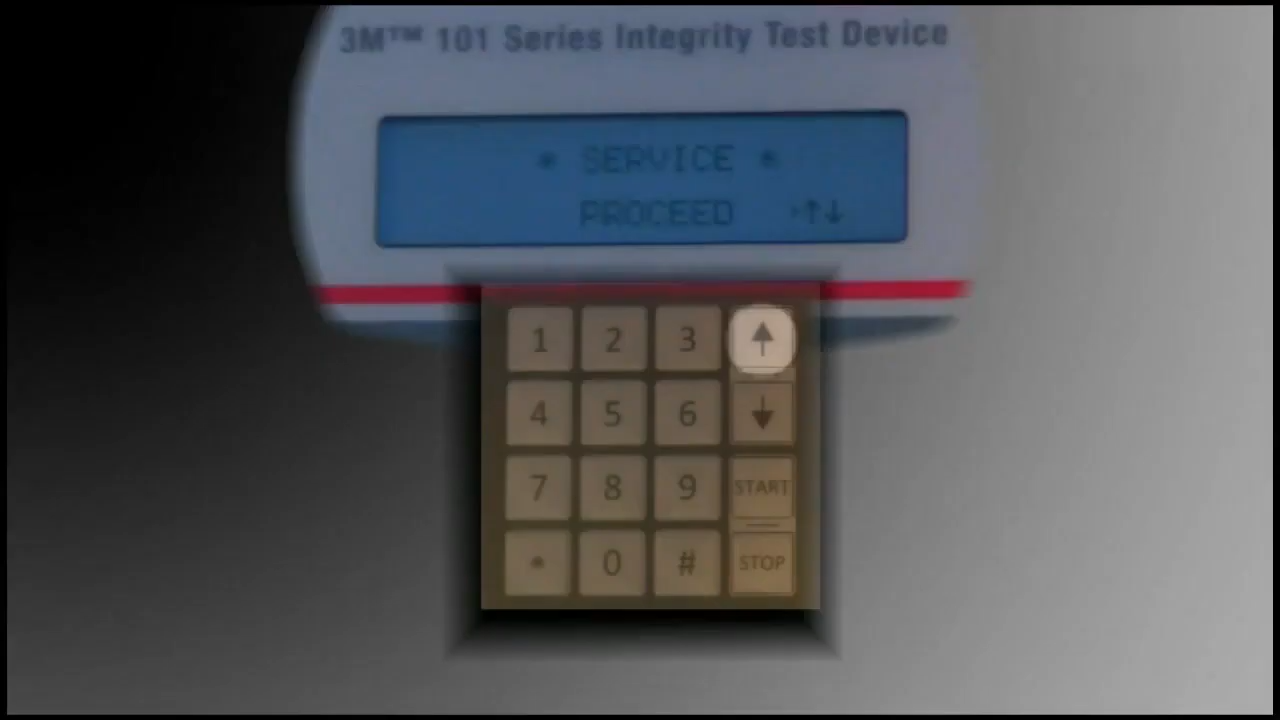 3M™ 101 Series Integrity Test Device
* SERVICE *
PROCEED >↑↓
1 2 3 ↑
4 5 6 ↓
7 8 9 START
* 0 # STOP